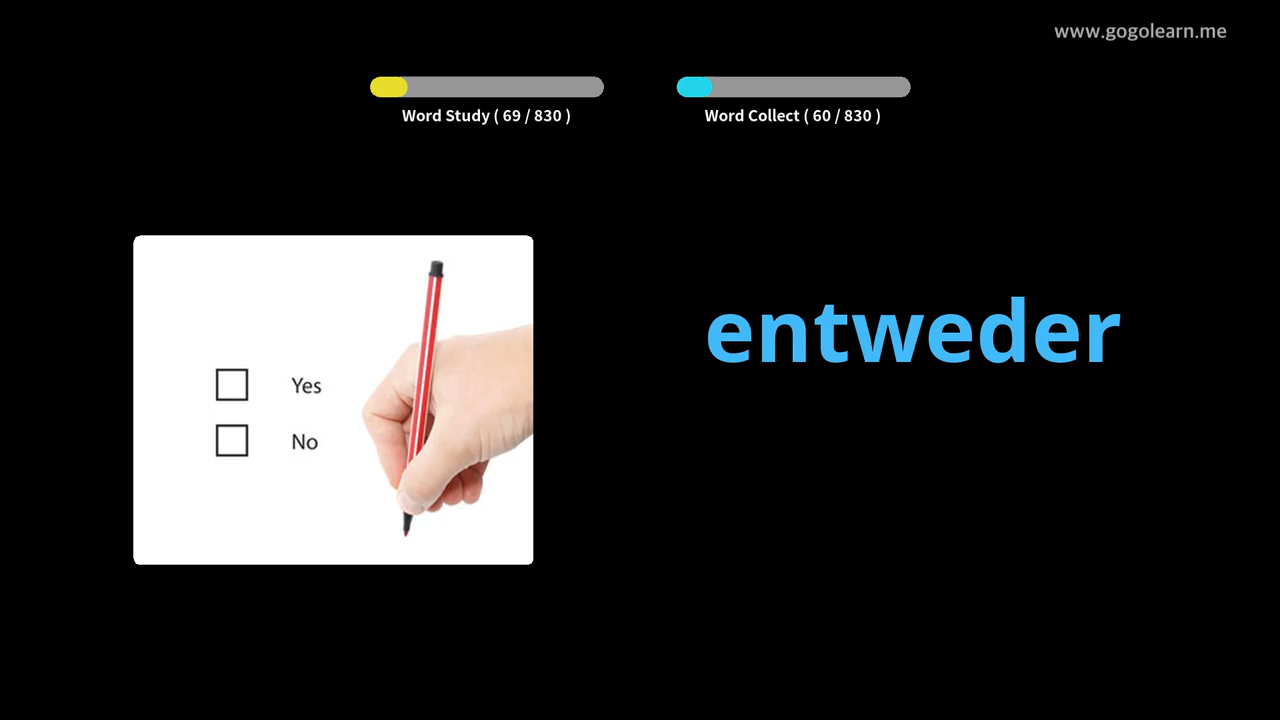 www.gogolearn.me
Word Study ( 69 / 830 )
Word Collect ( 60 / 830 )
entweder
Yes
No